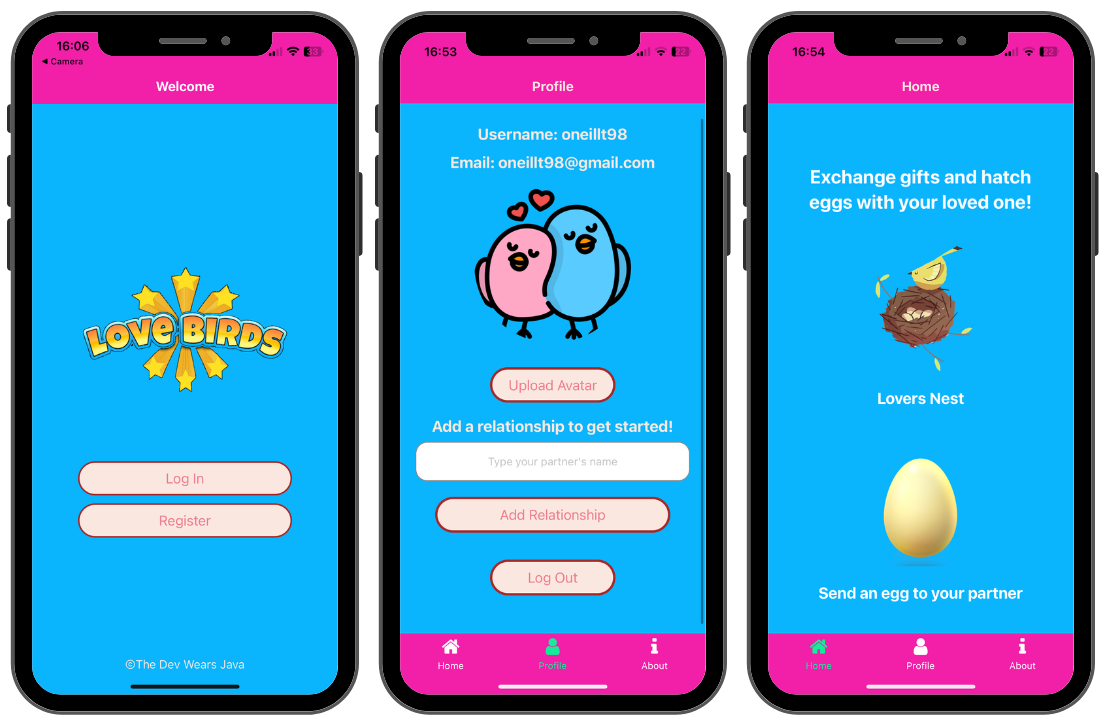 16:06
33
◀ Camera
Welcome
LOVE BIRDS
Log In
Register
©The Dev Wears Java
16:53
22
Profile
Username: oneillt98
Email: oneillt98@gmail.com
Upload Avatar
Add a relationship to get started!
Type your partner's name
Add Relationship
Log Out
Home
Profile
About
16:54
22
Home
Exchange gifts and hatch
eggs with your loved one!
Lovers Nest
Send an egg to your partner
Home
Profile
About